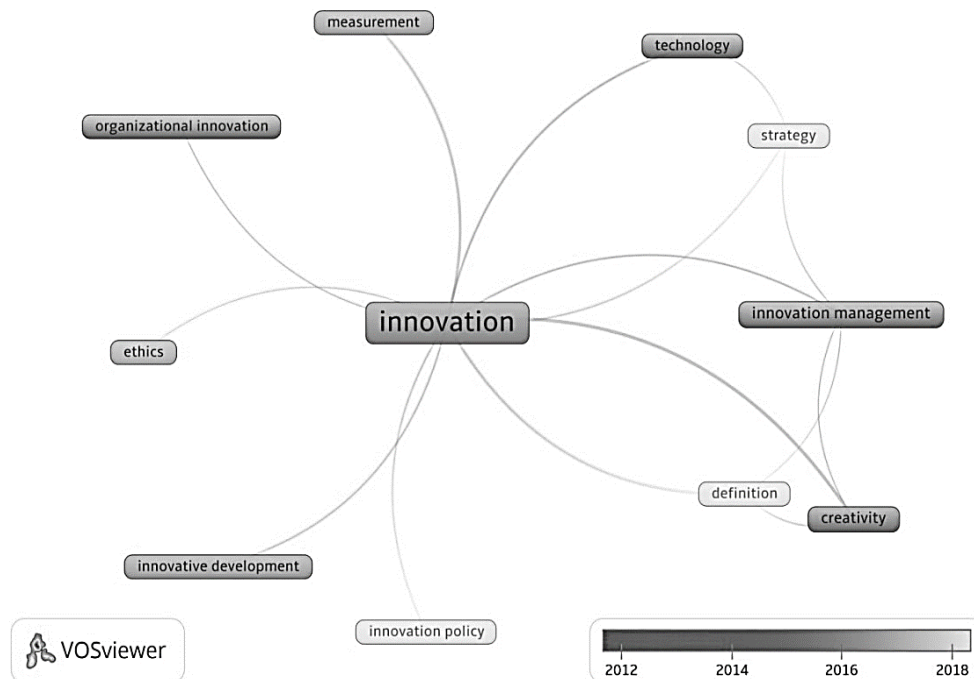 measurement
technology
organizational innovation
strategy
innovation
innovation management
ethics
definition
creativity
innovative development
innovation policy
VOSviewer
2012
2014
2016
2018